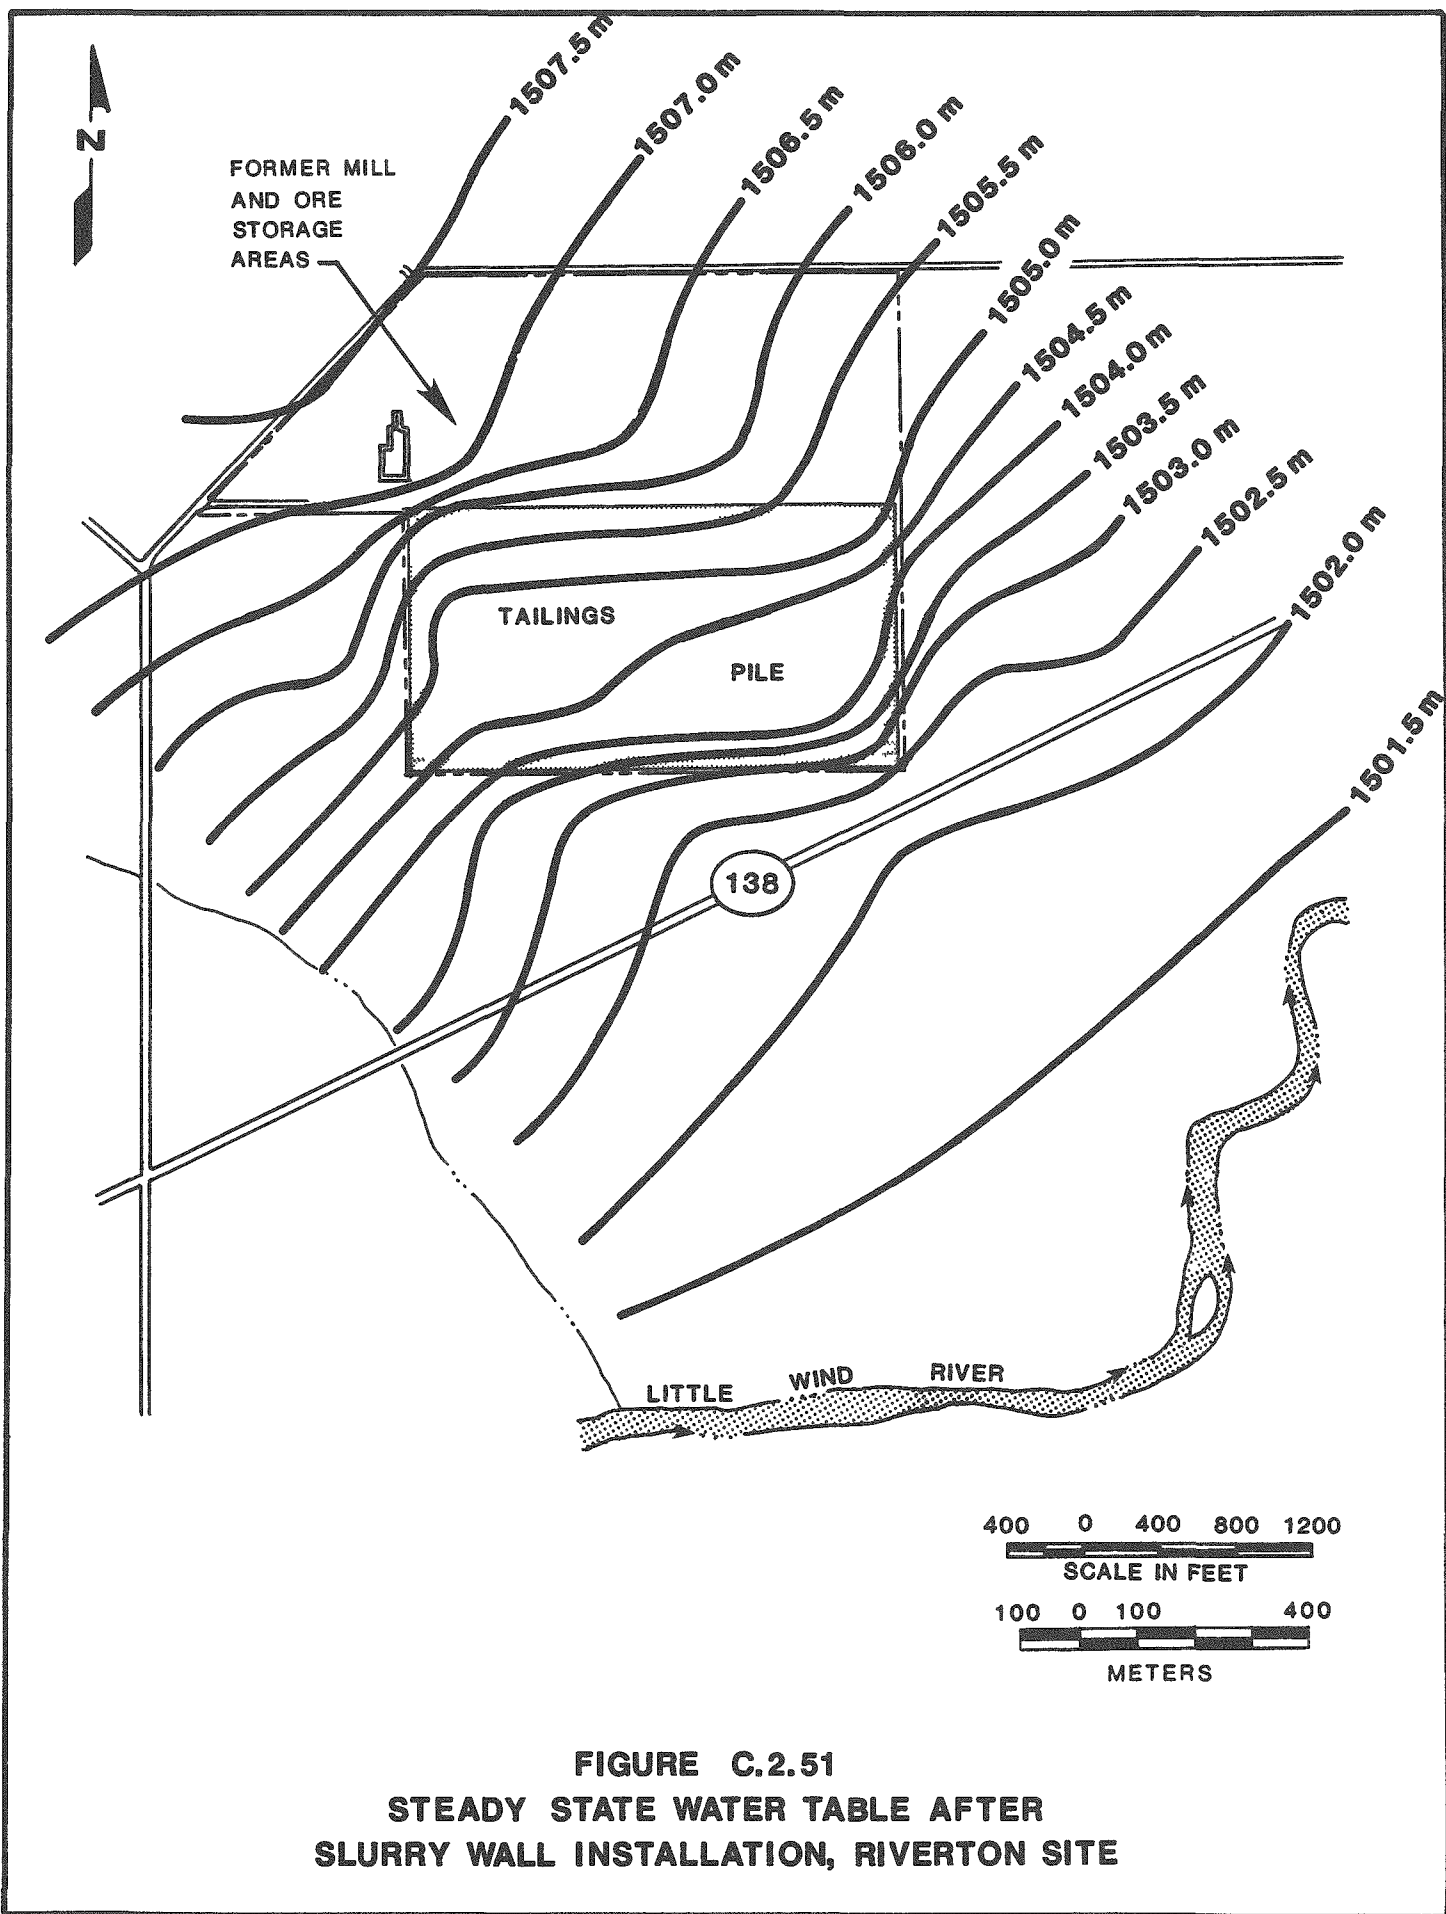 1507.5 m
1507.0 m
1506.5 m
1506.0 m
1505.5 m
1505.0 m
1504.5 m
1504.0 m
1503.5 m
1503.0 m
1502.5 m
1502.0 m
1501.5 m
N
FORMER MILL
AND ORE
STORAGE
AREAS
TAILINGS
PILE
138
LITTLE WIND RIVER
400 0 400 800 1200
SCALE IN FEET
100 0 100 400
METERS
FIGURE C.2.51
STEADY STATE WATER TABLE AFTER
SLURRY WALL INSTALLATION, RIVERTON SITE